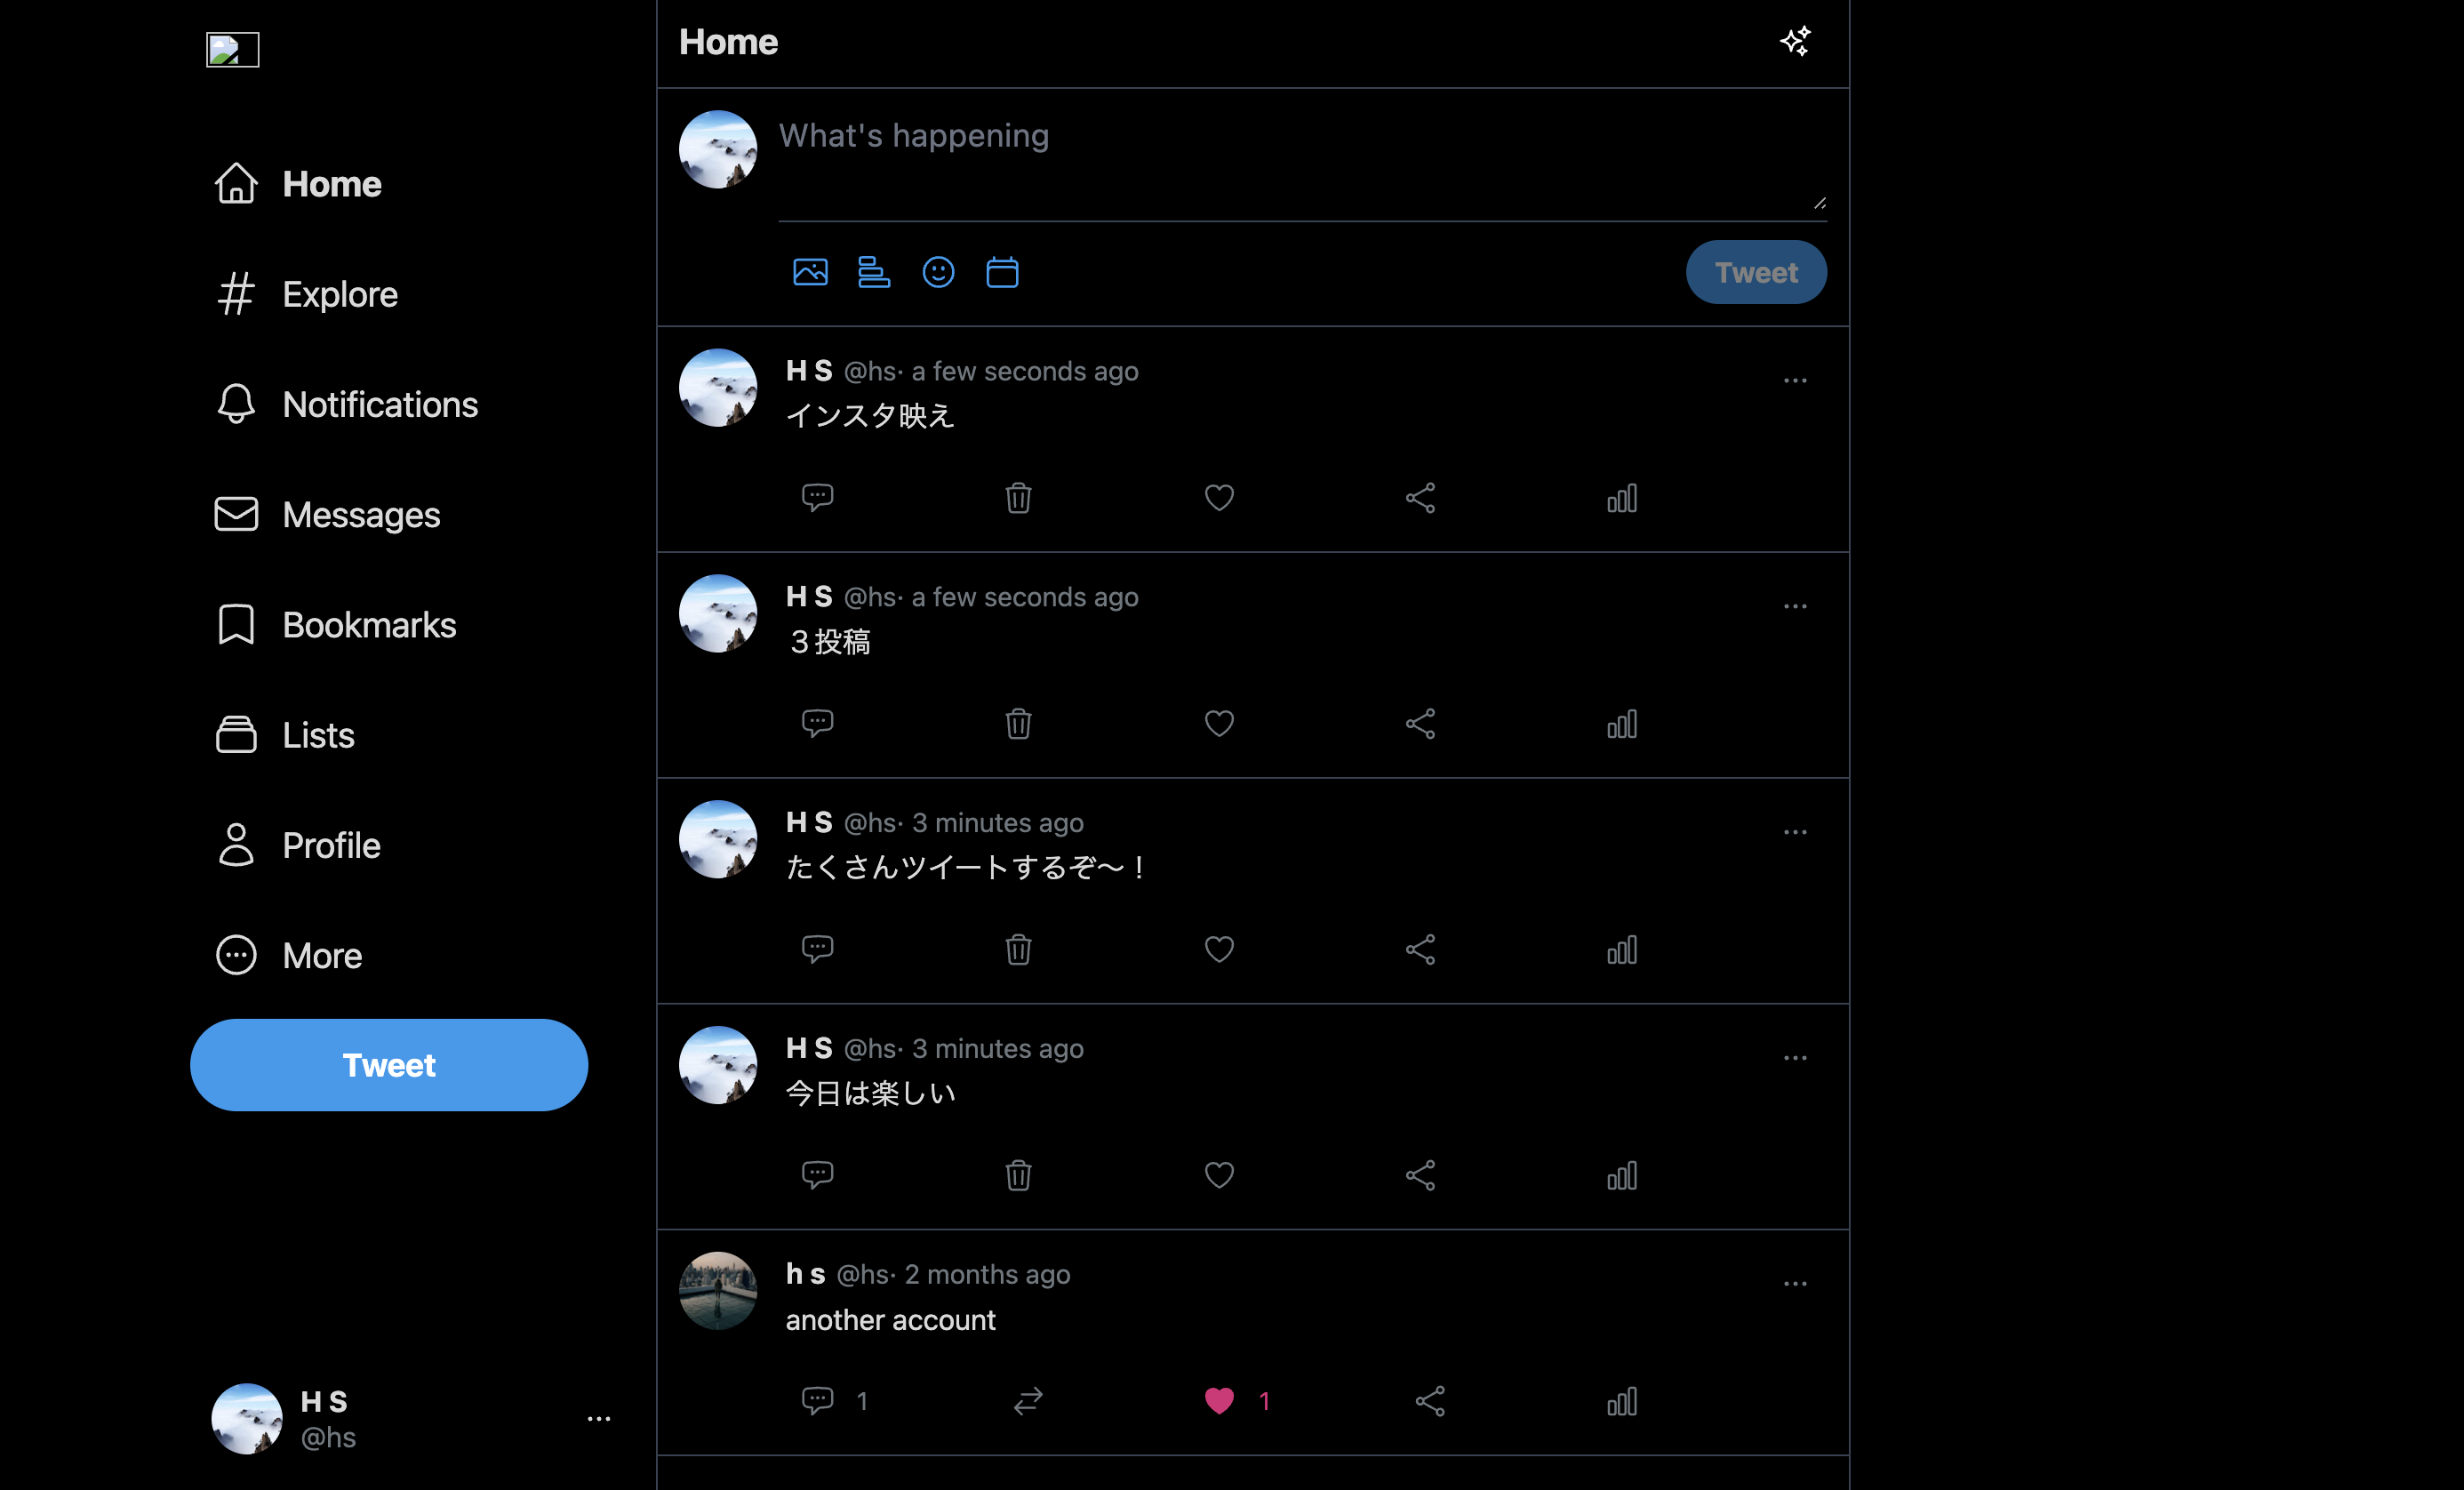 Home
Explore
Notifications
Messages
Bookmarks
Lists
Profile
More
Tweet
H S
@hs
Home
What's happening
Tweet
H S @hs· a few seconds ago
インスタ映え
H S @hs· a few seconds ago
３投稿
H S @hs· 3 minutes ago
たくさんツイートするぞ〜！
H S @hs· 3 minutes ago
今日は楽しい
h s @hs· 2 months ago
another account
1
1